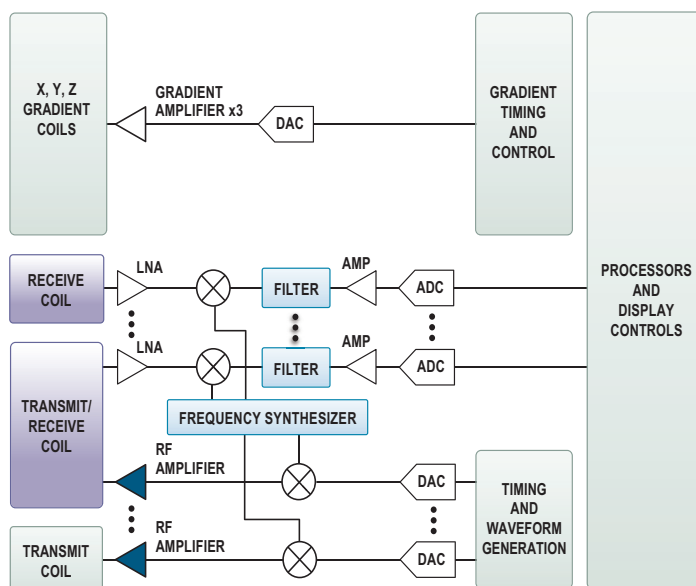 X, Y, Z
GRADIENT
COILS
GRADIENT
AMPLIFIER x3
DAC
GRADIENT
TIMING
AND
CONTROL
PROCESSORS
AND
DISPLAY
CONTROLS
RECEIVE
COIL
LNA
FILTER
AMP
ADC
TRANSMIT/
RECEIVE
COIL
LNA
FILTER
AMP
ADC
FREQUENCY SYNTHESIZER
RF
AMPLIFIER
DAC
TIMING
AND
WAVEFORM
GENERATION
TRANSMIT
COIL
RF
AMPLIFIER
DAC